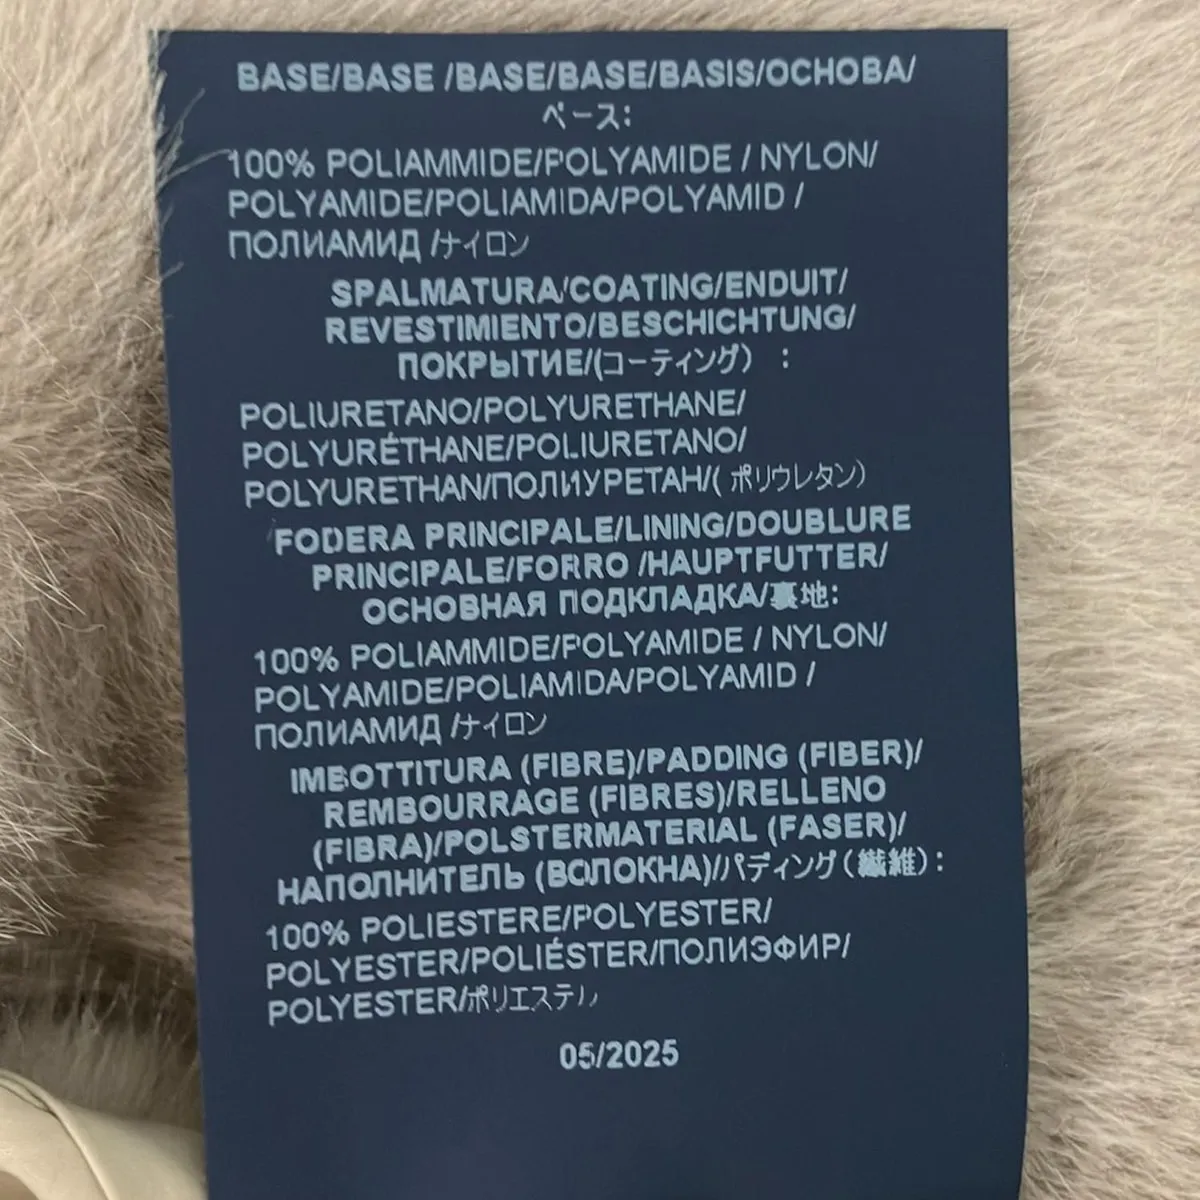 BASE/BASE /BASE/BASE/BASIS/ОСНОВА/
ベース:
100% POLIAMMIDE/POLYAMIDE / NYLON/
POLYAMIDE/POLIAMIDA/POLYAMID /
ПОЛИАМИД /ナイロン
SPALMATURA/COATING/ENDUIT/
REVESTIMIENTO/BESCHICHTUNG/
ПОКРЫТИЕ/(コーティング) :
POLIURETANO/POLYURETHANE/
POLYURÉTHANE/POLIURETANO/
POLYURETHAN/ПОЛИУРЕТАН/( ポリウレタン)
FODERA PRINCIPALE/LINING/DOUBLURE
PRINCIPALE/FORRO /HAUPTFUTTER/
ОСНОВНАЯ ПОДКЛАДКА/裏地:
100% POLIAMMIDE/POLYAMIDE / NYLON/
POLYAMIDE/POLIAMIDA/POLYAMID /
ПОЛИАМИД /ナイロン
IMBOTTITURA (FIBRE)/PADDING (FIBER)/
REMBOURRAGE (FIBRES)/RELLENO
(FIBRA)/POLSTERMATERIAL (FASER)/
НАПОЛНИТЕЛЬ (ВОЛОКНА)/パディング(繊維):
100% POLIESTERE/POLYESTER/
POLYESTER/POLIÉSTER/ПОЛИЭФИР/
POLYESTER/ポリエステル
05/2025